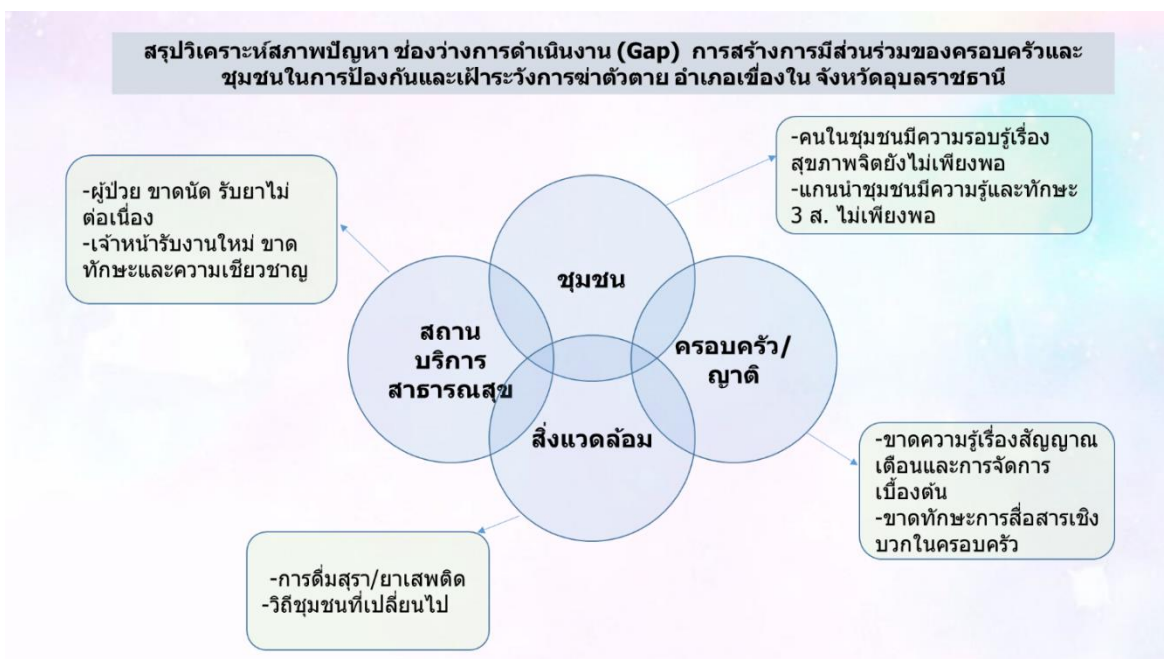 สรุปวิเคราะห์สภาพปัญหา ช่องว่างการดำเนินงาน (Gap) การสร้างการมีส่วนร่วมของครอบครัวและ
ชุมชนในการป้องกันและเฝ้าระวังการฆ่าตัวตาย อำเภอเขื่องใน จังหวัดอุบลราชธานี
-คนในชุมชนมีความรอบรู้เรื่อง
สุขภาพจิตยังไม่เพียงพอ
-แกนนำชุมชนมีความรู้และทักษะ
3 ส. ไม่เพียงพอ
-ผู้ป่วย ขาดนัด รับยาไม่
ต่อเนื่อง
-เจ้าหน้ารับงานใหม่ ขาด
ทักษะและความเชียวชาญ
ชุมชน
สถาน
บริการ
สาธารณสุข
ครอบครัว/
ญาติ
สิ่งแวดล้อม
-ขาดความรู้เรื่องสัญญาณ
เตือนและการจัดการ
เบื้องต้น
-ขาดทักษะการสื่อสารเชิง
บวกในครอบครัว
-การดื่มสุรา/ยาเสพติด
-วิถีชุมชนที่เปลี่ยนไป